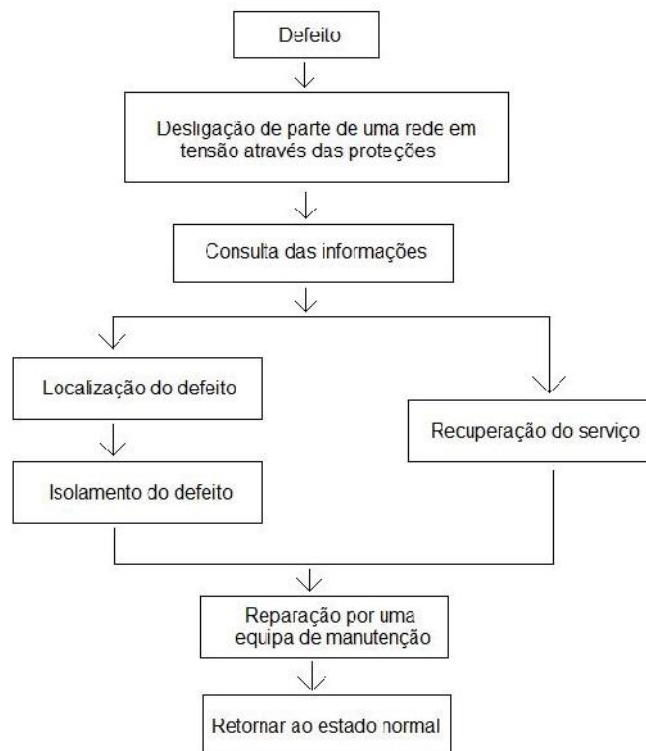 Defeito
Desligação de parte de uma rede em
tensão através das proteções
Consulta das informações
Localização do defeito
Recuperação do serviço
Isolamento do defeito
Reparação por uma
equipa de manutenção
Retornar ao estado normal